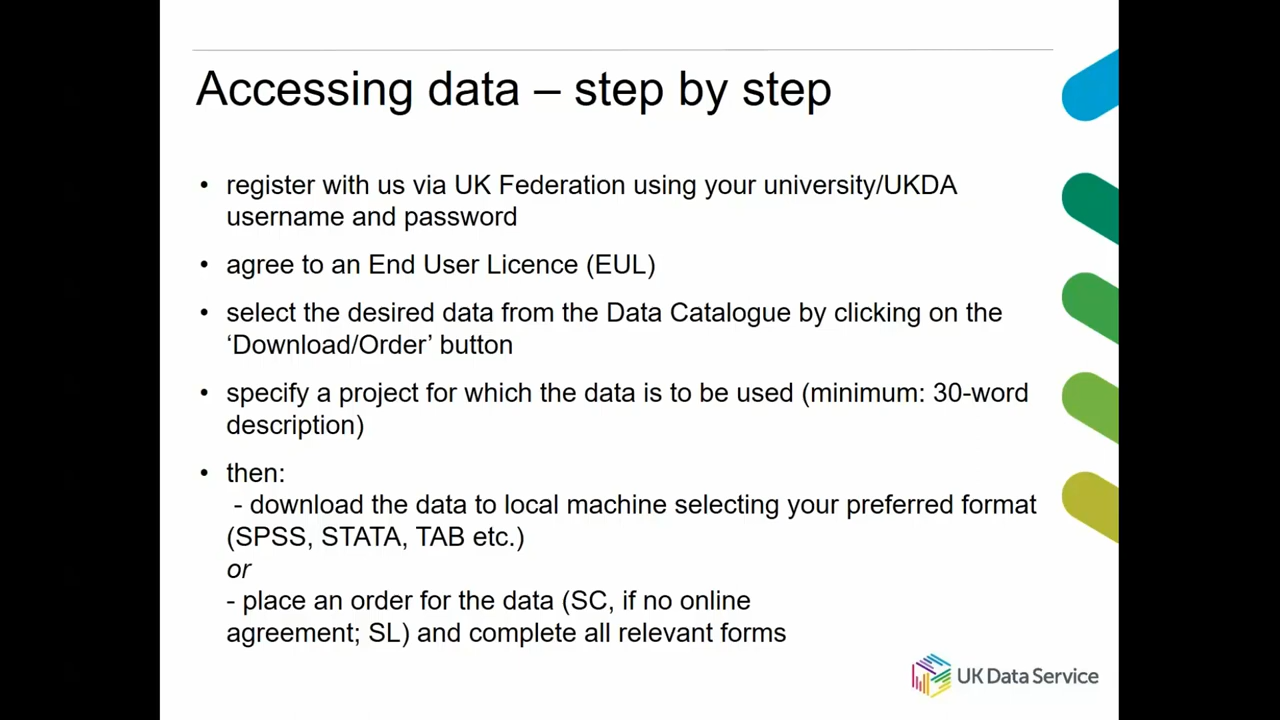 Accessing data – step by step
• register with us via UK Federation using your university/UKDA
username and password
• agree to an End User Licence (EUL)
• select the desired data from the Data Catalogue by clicking on the
‘Download/Order’ button
• specify a project for which the data is to be used (minimum: 30-word
description)
• then:
- download the data to local machine selecting your preferred format
(SPSS, STATA, TAB etc.)
or
- place an order for the data (SC, if no online
agreement; SL) and complete all relevant forms
UK Data Service